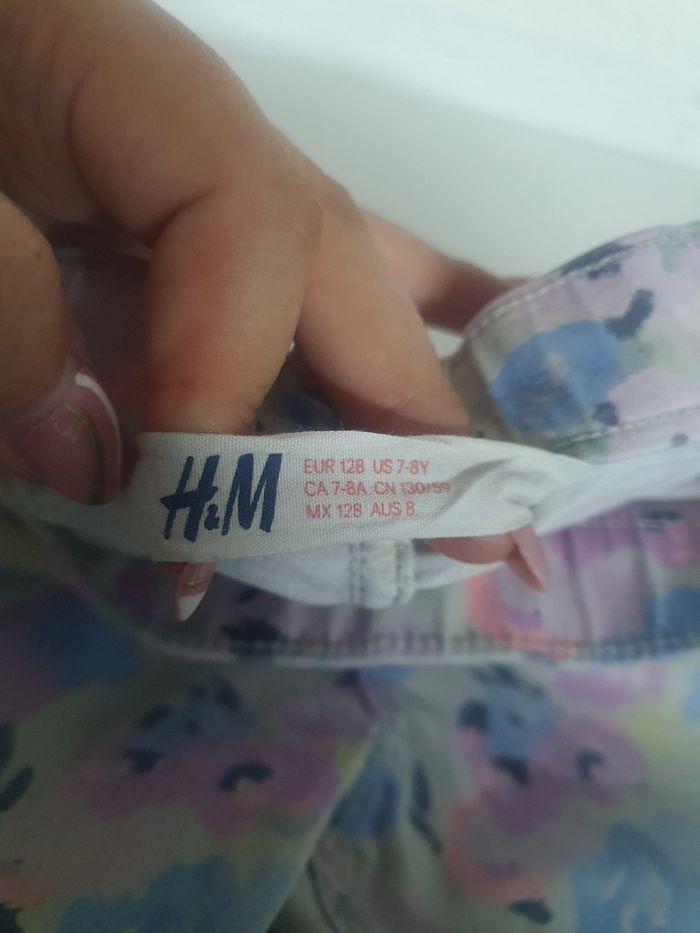 H&M
EUR 128 US 7-8Y
CA 7-8A CN 130/59
MX 128 AUS 8